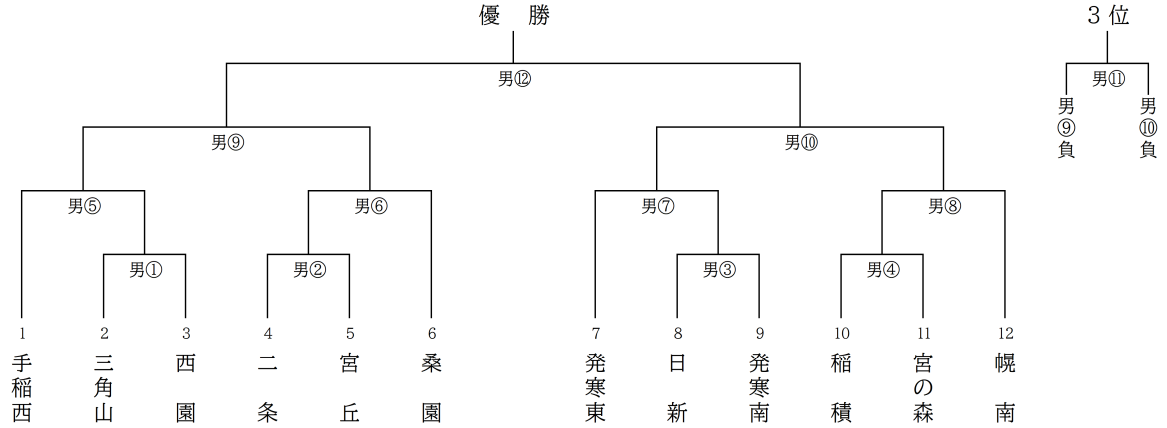 優 勝
3 位
男⑫
男⑪
男⑨負
男⑩負
男⑨
男⑩
男⑤
男⑥
男⑦
男⑧
男①
男②
男③
男④
1 2 3 4 5 6 7 8 9 10 11 12
手稲西
三角山
西園
二条
宮丘
桑園
発寒東
日新
発寒南
稲積
宮の森
幌南